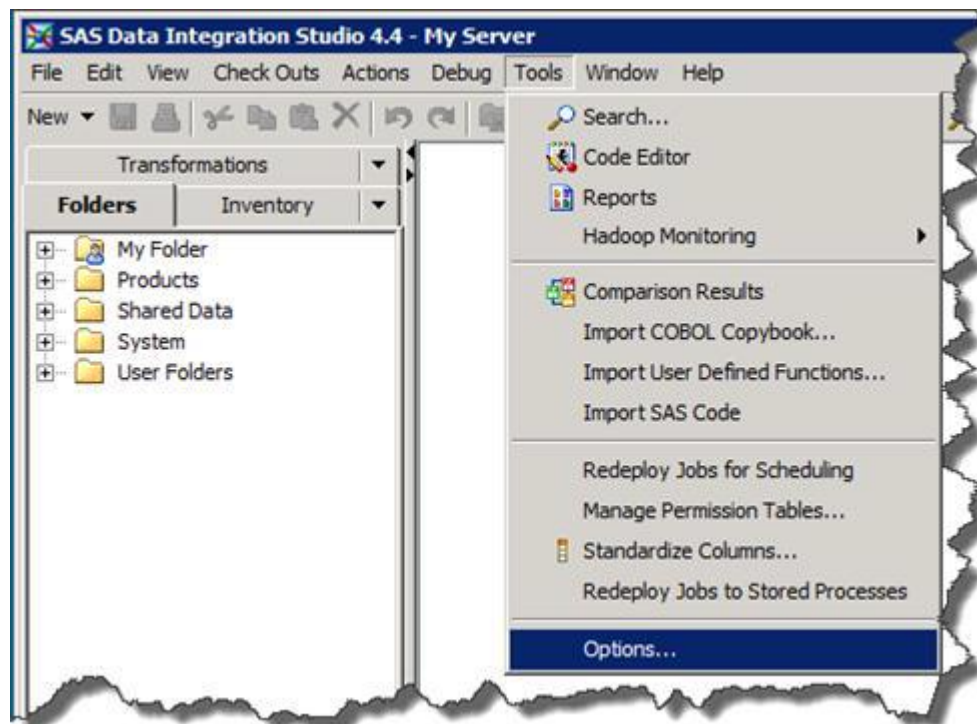 SAS Data Integration Studio 4.4 - My Server
File Edit View Check Outs Actions Debug Tools Window Help
New
Transformations
Folders Inventory
My Folder
Products
Shared Data
System
User Folders
Search...
Code Editor
Reports
Hadoop Monitoring
Comparison Results
Import COBOL Copybook...
Import User Defined Functions...
Import SAS Code
Redeploy Jobs for Scheduling
Manage Permission Tables...
Standardize Columns...
Redeploy Jobs to Stored Processes
Options...